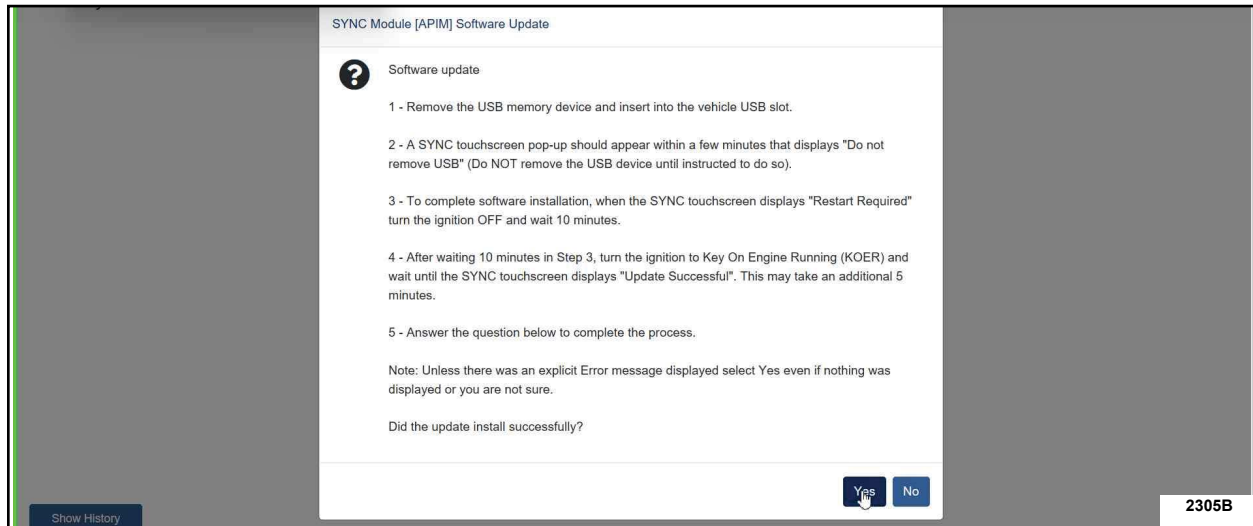 SYNC Module [APIM] Software Update
Software update
1 - Remove the USB memory device and insert into the vehicle USB slot.
2 - A SYNC touchscreen pop-up should appear within a few minutes that displays "Do not
remove USB" (Do NOT remove the USB device until instructed to do so).
3 - To complete software installation, when the SYNC touchscreen displays "Restart Required"
turn the ignition OFF and wait 10 minutes.
4 - After waiting 10 minutes in Step 3, turn the ignition to Key On Engine Running (KOER) and
wait until the SYNC touchscreen displays "Update Successful". This may take an additional 5
minutes.
5 - Answer the question below to complete the process.
Note: Unless there was an explicit Error message displayed select Yes even if nothing was
displayed or you are not sure.
Did the update install successfully?
Yes No
Show History
2305B